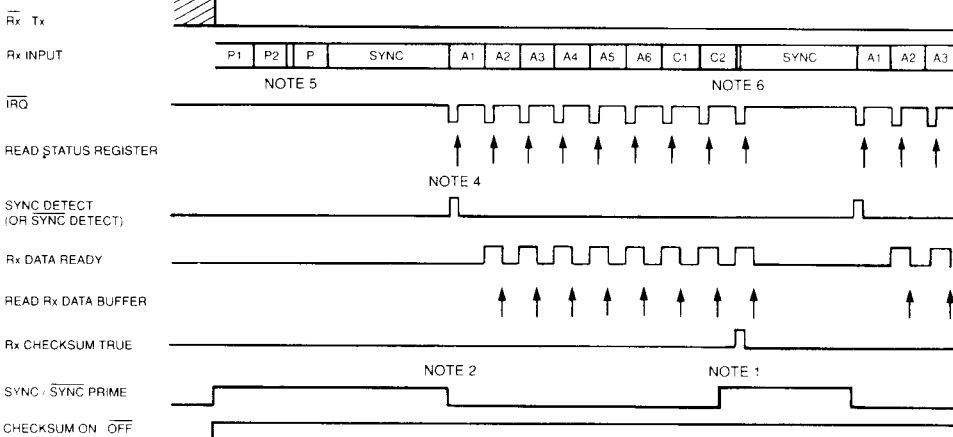 Rx Tx
Rx INPUT
P1 P2 P SYNC A1 A2 A3 A4 A5 A6 C1 C2 SYNC A1 A2 A3
NOTE 5 NOTE 6
IRQ
READ STATUS REGISTER
NOTE 4
SYNC DETECT
(OR SYNC DETECT)
Rx DATA READY
READ Rx DATA BUFFER
Rx CHECKSUM TRUE
NOTE 2 NOTE 1
SYNC / SYNC PRIME
CHECKSUM ON OFF